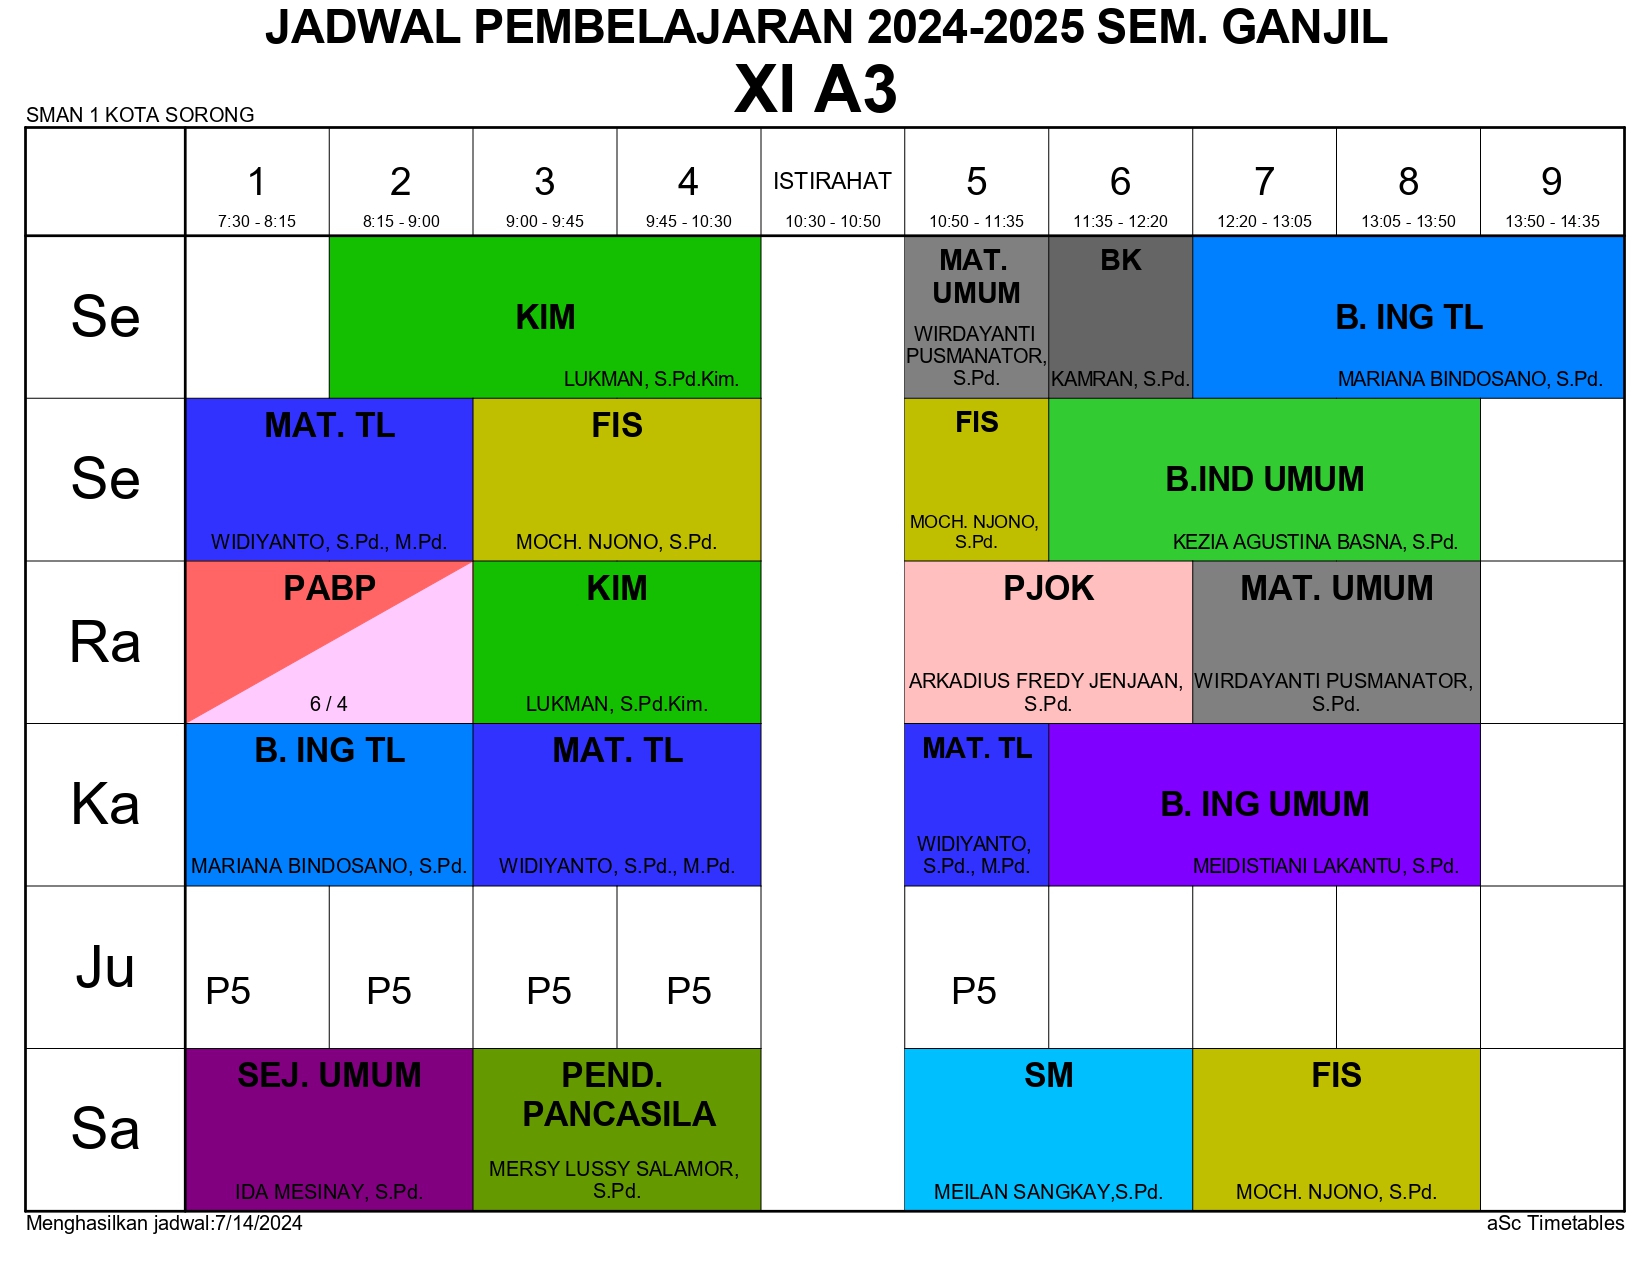 JADWAL PEMBELAJARAN 2024-2025 SEM. GANJIL
XI A3
SMAN 1 KOTA SORONG
1 2 3 4 ISTIRAHAT 5 6 7 8 9
7:30 - 8:15 8:15 - 9:00 9:00 - 9:45 9:45 - 10:30 10:30 - 10:50 10:50 - 11:35 11:35 - 12:20 12:20 - 13:05 13:05 - 13:50 13:50 - 14:35
Se
KIM
LUKMAN, S.Pd.Kim.
MAT.
UMUM
WIRDAYANTI
PUSMANATOR,
S.Pd.
BK
KAMRAN, S.Pd.
B. ING TL
MARIANA BINDOSANO, S.Pd.
Se
MAT. TL
WIDIYANTO, S.Pd., M.Pd.
FIS
MOCH. NJONO, S.Pd.
FIS
MOCH. NJONO,
S.Pd.
B.IND UMUM
KEZIA AGUSTINA BASNA, S.Pd.
Ra
PABP
6 / 4
KIM
LUKMAN, S.Pd.Kim.
PJOK
ARKADIUS FREDY JENJAAN,
S.Pd.
MAT. UMUM
WIRDAYANTI PUSMANATOR,
S.Pd.
Ka
B. ING TL
MARIANA BINDOSANO, S.Pd.
MAT. TL
WIDIYANTO, S.Pd., M.Pd.
MAT. TL
WIDIYANTO,
S.Pd., M.Pd.
B. ING UMUM
MEIDISTIANI LAKANTU, S.Pd.
Ju
P5 P5 P5 P5 P5
Sa
SEJ. UMUM
IDA MESINAY, S.Pd.
PEND.
PANCASILA
MERSY LUSSY SALAMOR,
S.Pd.
SM
MEILAN SANGKAY,S.Pd.
FIS
MOCH. NJONO, S.Pd.
Menghasilkan jadwal:7/14/2024
aSc Timetables